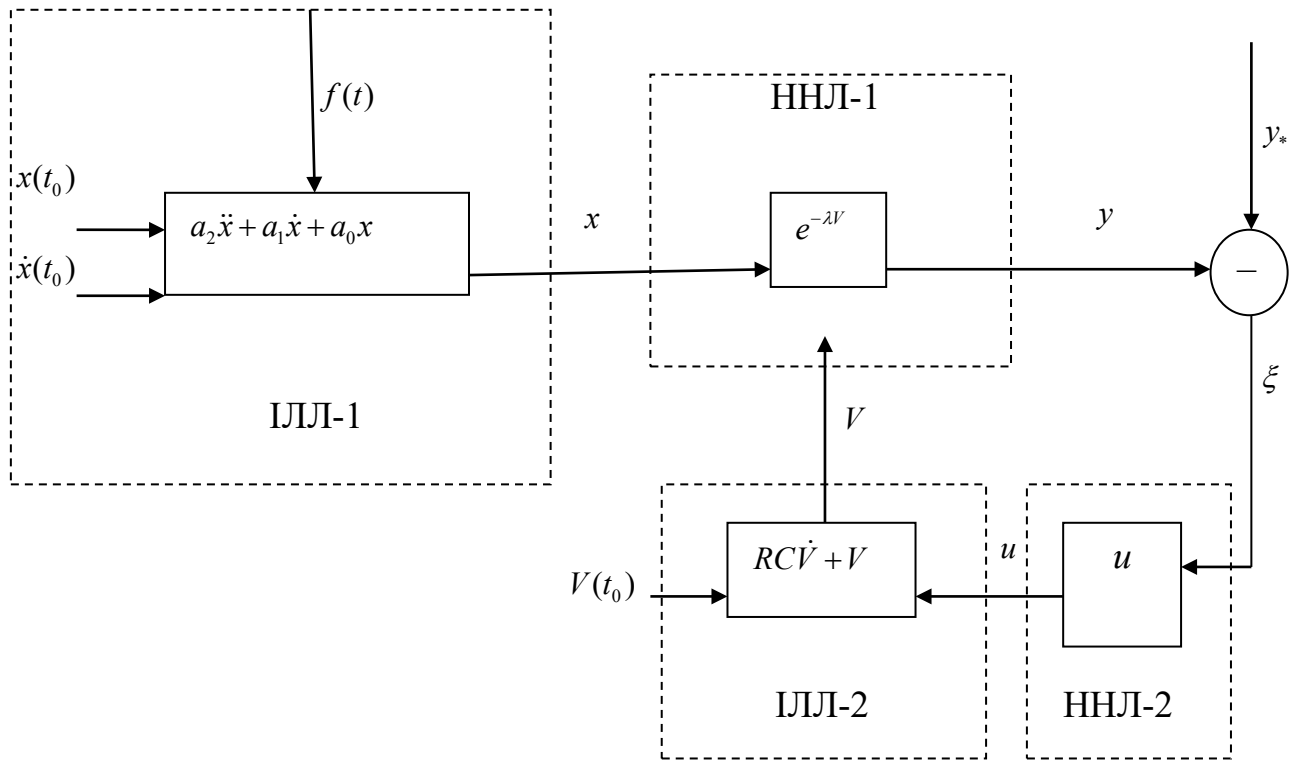 f(t)
ННЛ-1
y*
x(t₀)
a₂ẍ + a₁ẋ + a₀x
x
e^{−λV}
y
ẋ(t₀)
−
ІЛЛ-1
V
ξ
RCV̇ + V
u
u
V(t₀)
ІЛЛ-2
ННЛ-2